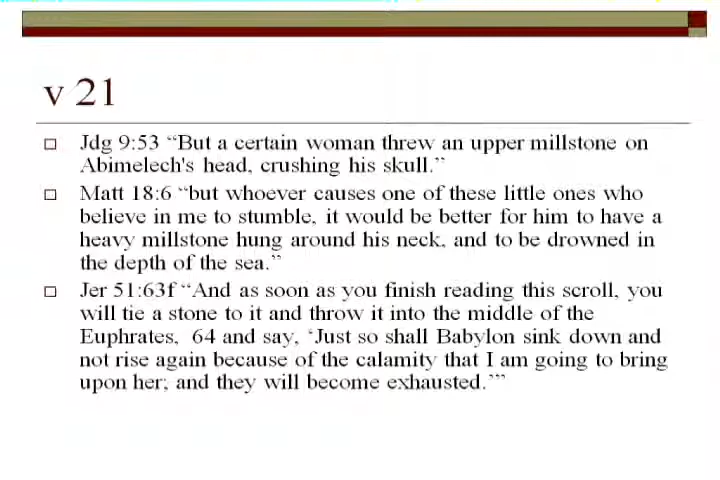 v 21
Jdg 9:53 “But a certain woman threw an upper millstone on
Abimelech's head, crushing his skull.”
Matt 18:6 “but whoever causes one of these little ones who
believe in me to stumble, it would be better for him to have a
heavy millstone hung around his neck, and to be drowned in
the depth of the sea.”
Jer 51:63f “And as soon as you finish reading this scroll, you
will tie a stone to it and throw it into the middle of the
Euphrates, 64 and say, ‘Just so shall Babylon sink down and
not rise again because of the calamity that I am going to bring
upon her; and they will become exhausted.’”